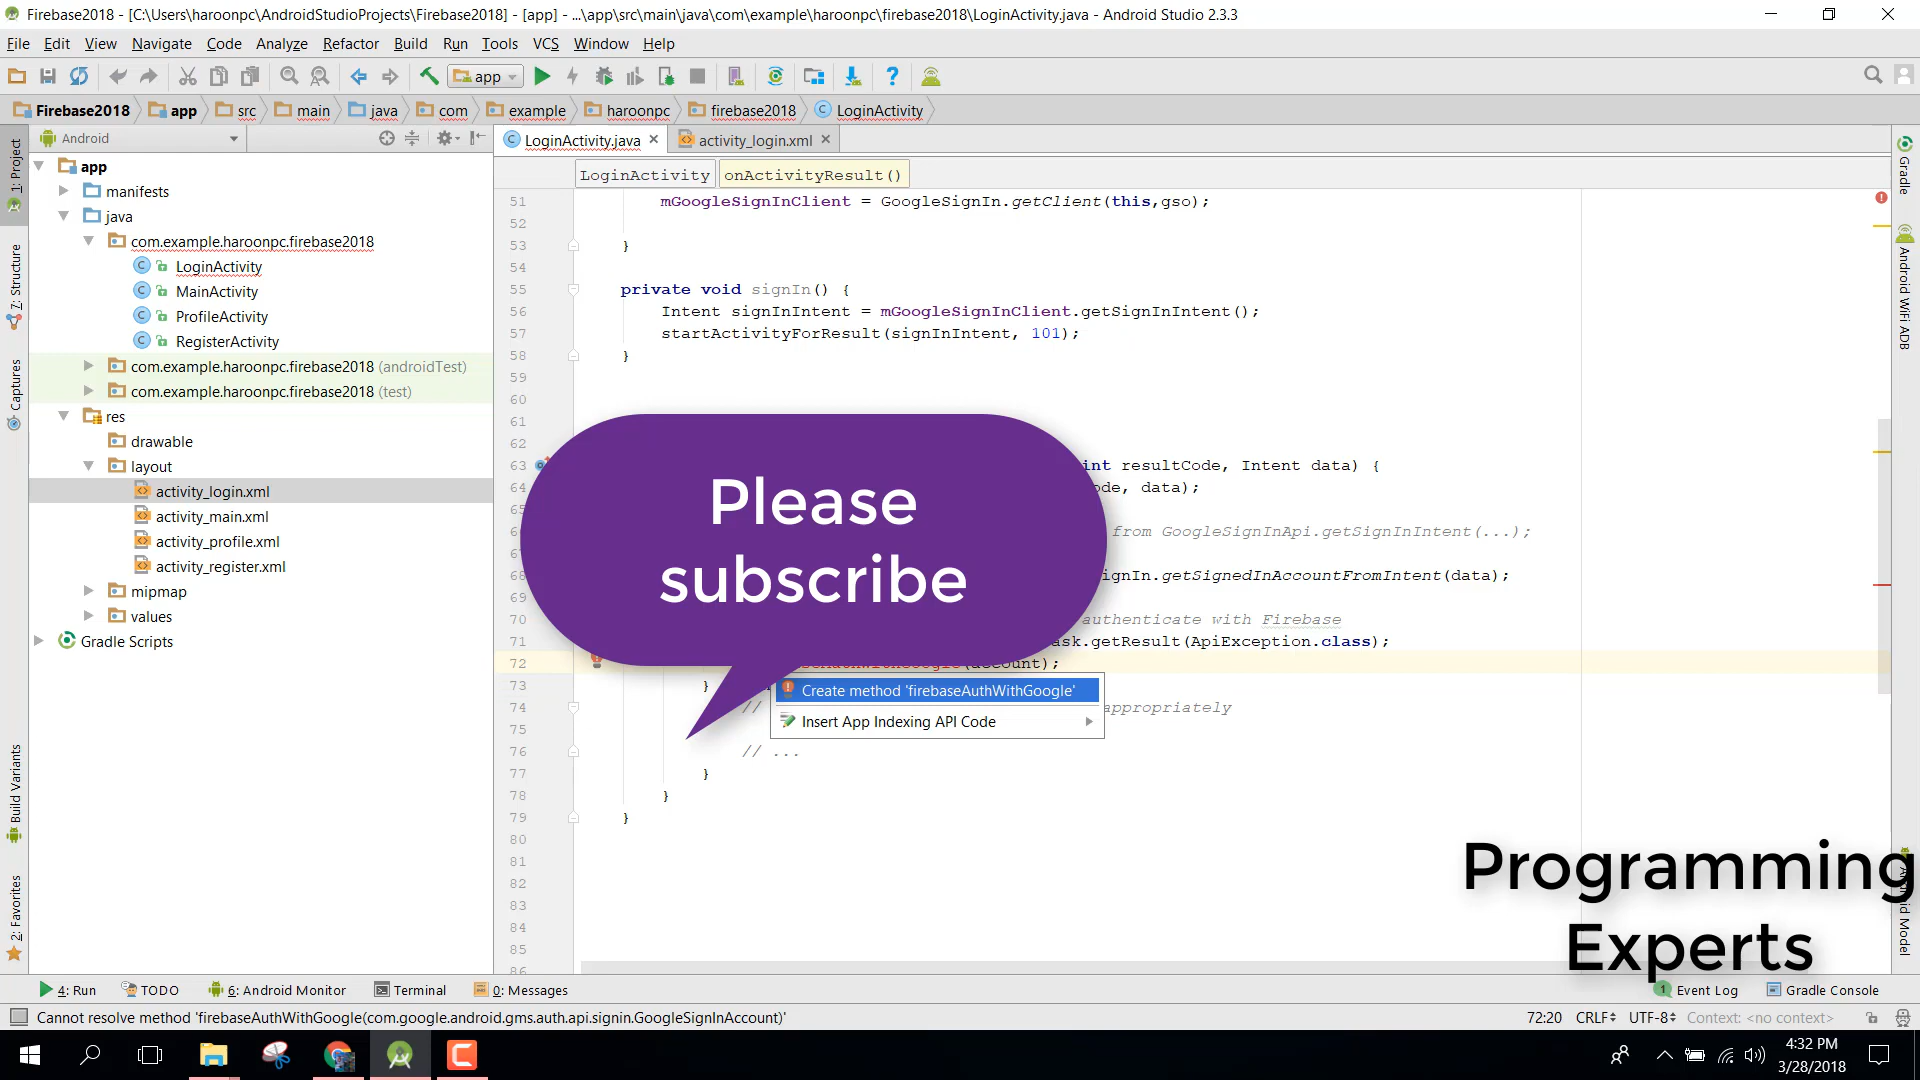 Firebase2018 - [C:\Users\haroonpc\AndroidStudioProjects\Firebase2018] - [app] - ...\app\src\main\java\com\example\haroonpc\firebase2018\LoginActivity.java - Android Studio 2.3.3
File Edit View Navigate Code Analyze Refactor Build Run Tools VCS Window Help
app
Firebase2018 app src main java com example haroonpc firebase2018 LoginActivity
Android
LoginActivity.java activity_login.xml
LoginActivity onActivityResult()
1: Project
7: Structure
Captures
Build Variants
2: Favorites
app
manifests
java
com.example.haroonpc.firebase2018
LoginActivity
MainActivity
ProfileActivity
RegisterActivity
com.example.haroonpc.firebase2018 (androidTest)
com.example.haroonpc.firebase2018 (test)
res
drawable
layout
activity_login.xml
activity_main.xml
activity_profile.xml
activity_register.xml
mipmap
values
Gradle Scripts
51 mGoogleSignInClient = GoogleSignIn.getClient(this,gso);
52
53 }
54
55 private void signIn() {
56 Intent signInIntent = mGoogleSignInClient.getSignInIntent();
57 startActivityForResult(signInIntent, 101);
58 }
59
60
61
62
63 int resultCode, Intent data) {
64 data);
from GoogleSignInApi.getSignInIntent(...);
68 .getSignedInAccountFromIntent(data);
69
70 authenticate with Firebase
71 .getResult(ApiException.class);
72 );
73 }
74 // appropriately
75
76 // ...
77 }
78 }
79 }
80
81
82
83
84
85
86
Please
subscribe
Create method 'firebaseAuthWithGoogle'
Insert App Indexing API Code
Programming
Experts
Gradle
Android WiFi ADB
Android Model
4: Run TODO 6: Android Monitor Terminal 0: Messages 1 Event Log Gradle Console
Cannot resolve method 'firebaseAuthWithGoogle(com.google.android.gms.auth.api.signin.GoogleSignInAccount)' 72:20 CRLF UTF-8 Context: <no context>
4:32 PM
3/28/2018